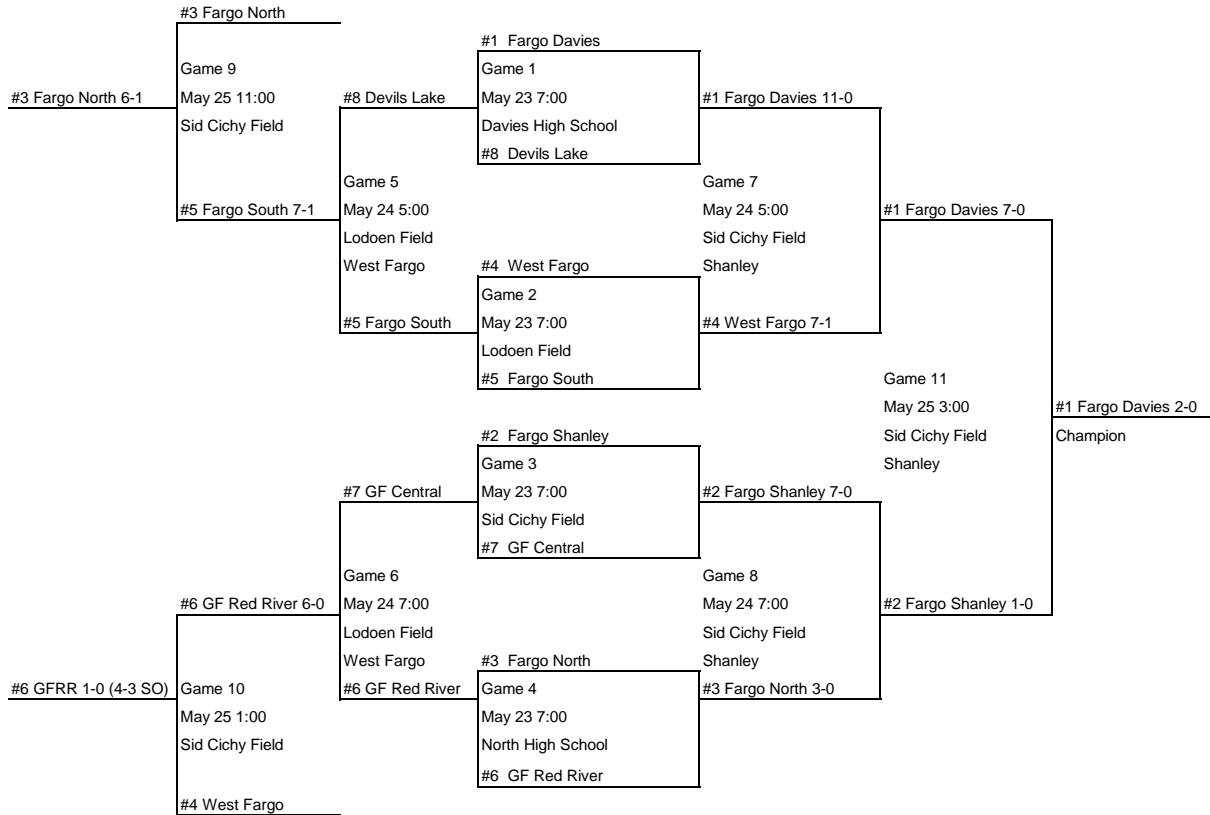 #3 Fargo North
#1 Fargo Davies
Game 9
Game 1
#3 Fargo North 6-1
May 25 11:00
#8 Devils Lake
May 23 7:00
#1 Fargo Davies 11-0
Sid Cichy Field
Davies High School
#8 Devils Lake
Game 5
Game 7
#5 Fargo South 7-1
May 24 5:00
May 24 5:00
#1 Fargo Davies 7-0
Lodoen Field
Sid Cichy Field
West Fargo
#4 West Fargo
Shanley
Game 2
#5 Fargo South
May 23 7:00
#4 West Fargo 7-1
Lodoen Field
#5 Fargo South
Game 11
May 25 3:00
#1 Fargo Davies 2-0
#2 Fargo Shanley
Sid Cichy Field
Champion
Game 3
Shanley
#7 GF Central
May 23 7:00
#2 Fargo Shanley 7-0
Sid Cichy Field
#7 GF Central
Game 6
Game 8
#6 GF Red River 6-0
May 24 7:00
May 24 7:00
#2 Fargo Shanley 1-0
Lodoen Field
Sid Cichy Field
West Fargo
#3 Fargo North
Shanley
#6 GFRR 1-0 (4-3 SO)
Game 10
#6 GF Red River
Game 4
#3 Fargo North 3-0
May 25 1:00
May 23 7:00
Sid Cichy Field
North High School
#6 GF Red River
#4 West Fargo